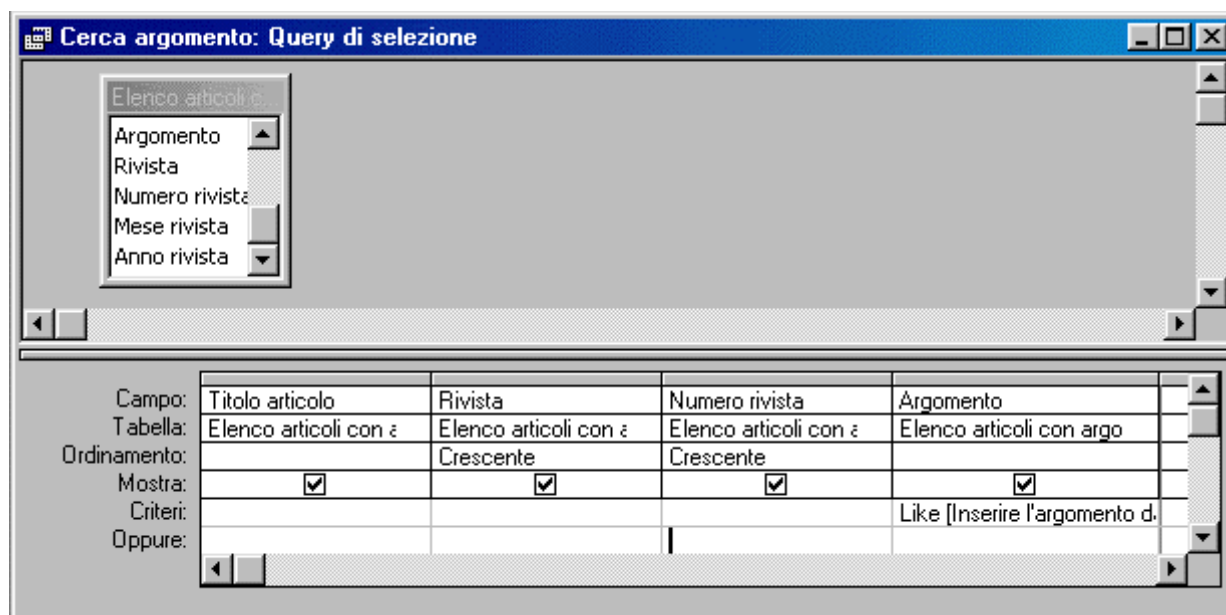 Cerca argomento: Query di selezione
Elenco articoli c...
Argomento
Rivista
Numero rivista
Mese rivista
Anno rivista
Campo: Titolo articolo Rivista Numero rivista Argomento
Tabella: Elenco articoli con a Elenco articoli con a Elenco articoli con a Elenco articoli con argo
Ordinamento: Crescente Crescente
Mostra:
Criteri: Like [Inserire l'argomento d
Oppure: